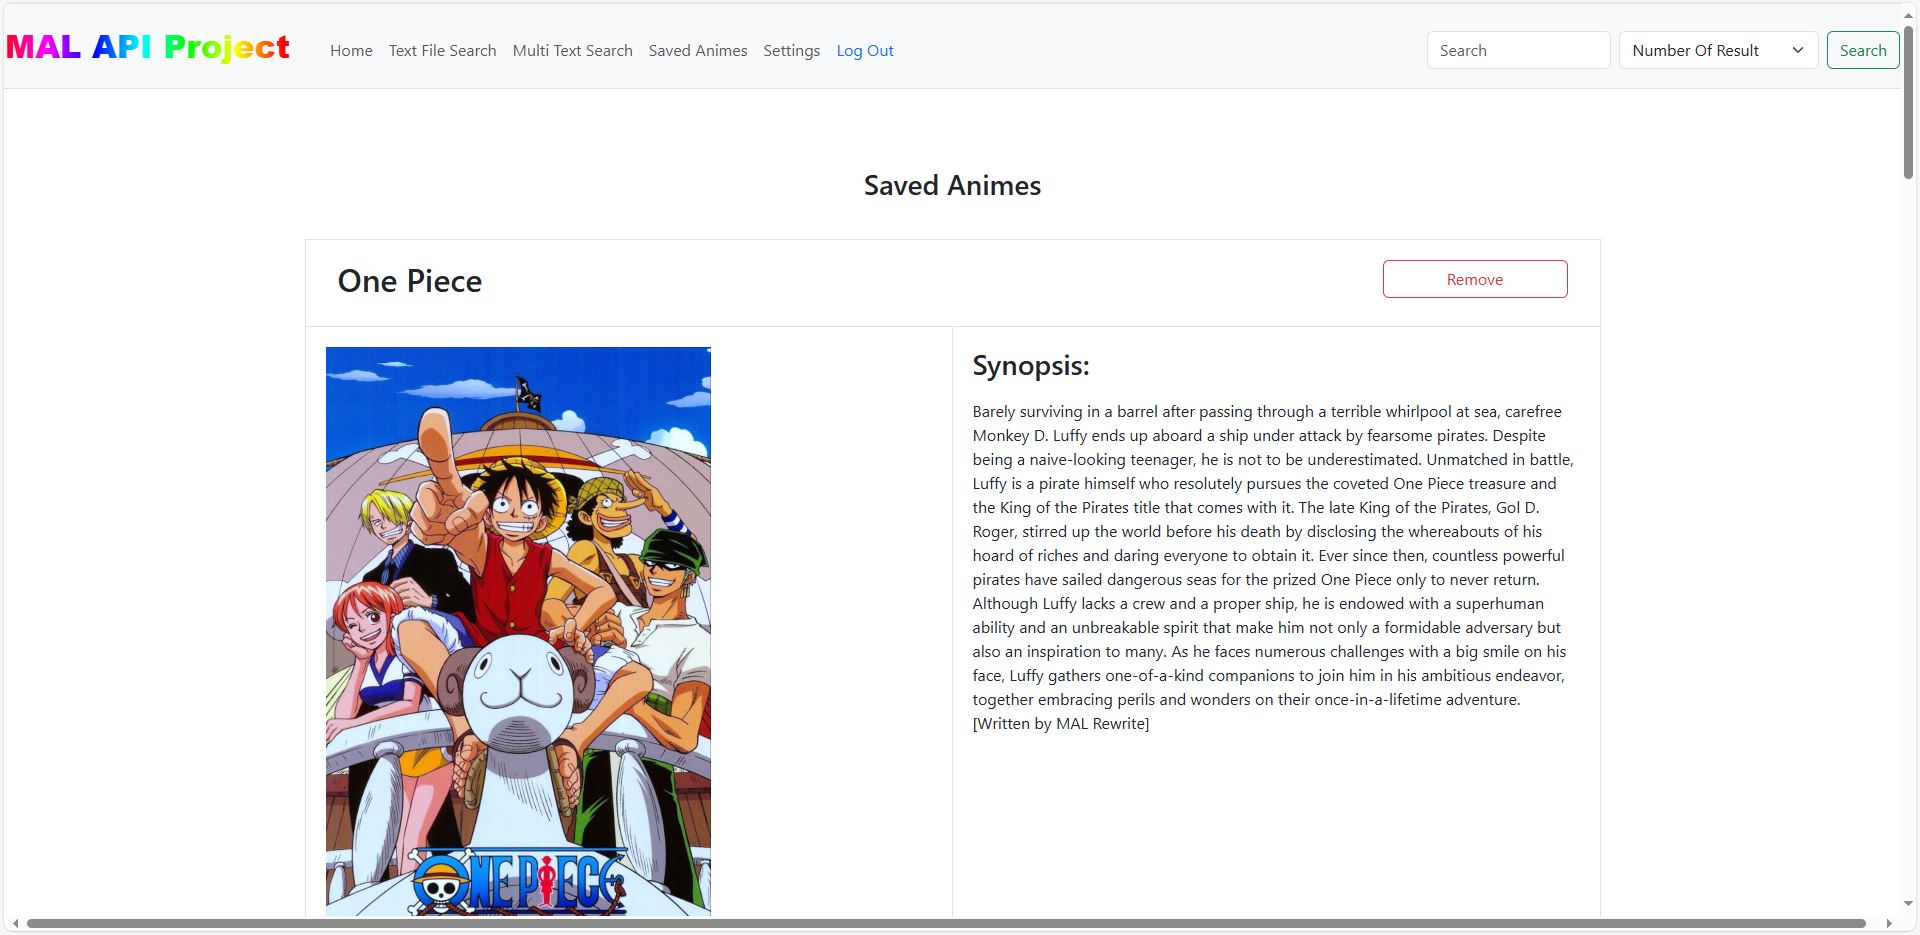 MAL API Project
Home Text File Search Multi Text Search Saved Animes Settings Log Out
Search Number Of Result Search
Saved Animes
One Piece
Remove
Synopsis:
Barely surviving in a barrel after passing through a terrible whirlpool at sea, carefree
Monkey D. Luffy ends up aboard a ship under attack by fearsome pirates. Despite
being a naive-looking teenager, he is not to be underestimated. Unmatched in battle,
Luffy is a pirate himself who resolutely pursues the coveted One Piece treasure and
the King of the Pirates title that comes with it. The late King of the Pirates, Gol D.
Roger, stirred up the world before his death by disclosing the whereabouts of his
hoard of riches and daring everyone to obtain it. Ever since then, countless powerful
pirates have sailed dangerous seas for the prized One Piece only to never return.
Although Luffy lacks a crew and a proper ship, he is endowed with a superhuman
ability and an unbreakable spirit that make him not only a formidable adversary but
also an inspiration to many. As he faces numerous challenges with a big smile on his
face, Luffy gathers one-of-a-kind companions to join him in his ambitious endeavor,
together embracing perils and wonders on their once-in-a-lifetime adventure.
[Written by MAL Rewrite]
ONE PIECE